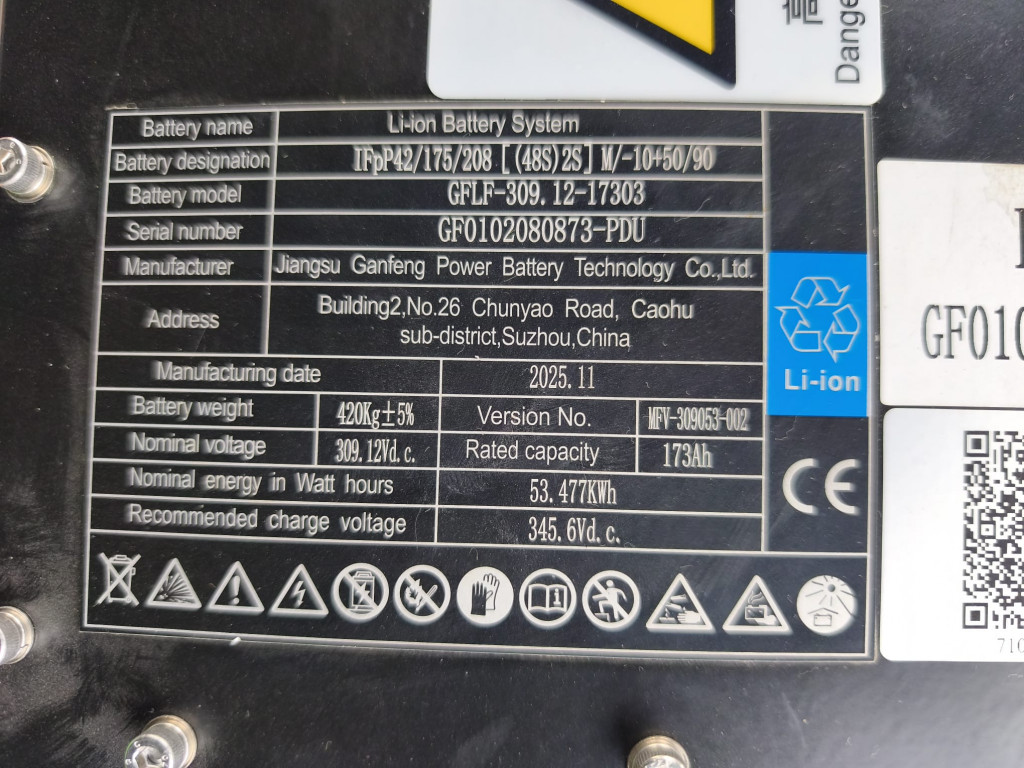 高
Dange
Battery name Li-ion Battery System
Battery designation IFpP42/175/208 [(48S)2S] M/-10+50/90
Battery model GFLF-309.12-17303
Serial number GF0102080873-PDU
Manufacturer Jiangsu Ganfeng Power Battery Technology Co.,Ltd.
Address Building2,No.26 Chunyao Road, Caohu
sub-district,Suzhou,China
Manufacturing date 2025.11
Battery weight 420Kg±5% Version No. MFV-309053-002
Nominal voltage 309.12Vd.c. Rated capacity 173Ah
Nominal energy in Watt hours 53.477KWh
Recommended charge voltage 345.6Vd.c.
Li-ion
CE
GF010
710